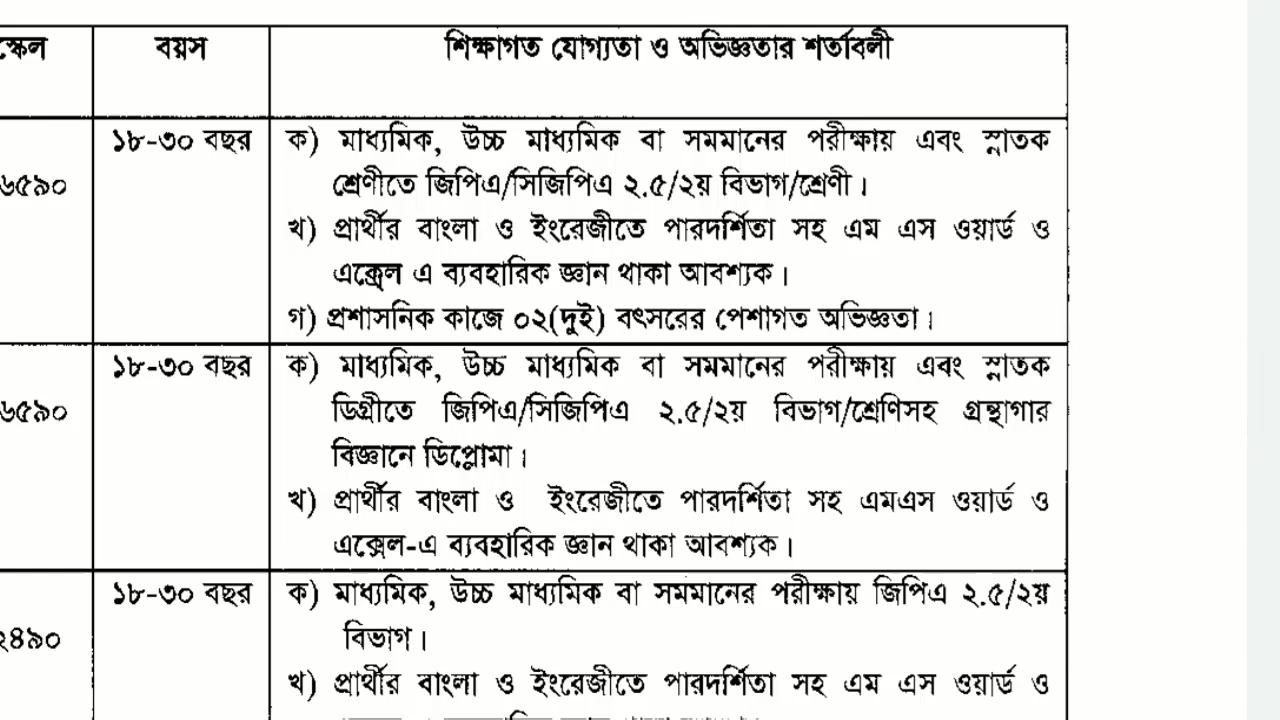 স্কেল বয়স শিক্ষাগত যোগ্যতা ও অভিজ্ঞতার শর্তাবলী
১৮-৩০ বছর ক) মাধ্যমিক, উচ্চ মাধ্যমিক বা সমমানের পরীক্ষায় এবং স্নাতক
৬৫৯০ শ্রেণীতে জিপিএ/সিজিপিএ ২.৫/২য় বিভাগ/শ্রেণী।
খ) প্রার্থীর বাংলা ও ইংরেজীতে পারদর্শিতা সহ এম এস ওয়ার্ড ও
এক্সেল এ ব্যবহারিক জ্ঞান থাকা আবশ্যক।
গ) প্রশাসনিক কাজে ০২(দুই) বৎসরের পেশাগত অভিজ্ঞতা।
১৮-৩০ বছর ক) মাধ্যমিক, উচ্চ মাধ্যমিক বা সমমানের পরীক্ষায় এবং স্নাতক
৬৫৯০ ডিগ্রীতে জিপিএ/সিজিপিএ ২.৫/২য় বিভাগ/শ্রেণিসহ গ্রন্থাগার
বিজ্ঞানে ডিপ্লোমা।
খ) প্রার্থীর বাংলা ও ইংরেজীতে পারদর্শিতা সহ এমএস ওয়ার্ড ও
এক্সেল-এ ব্যবহারিক জ্ঞান থাকা আবশ্যক।
১৮-৩০ বছর ক) মাধ্যমিক, উচ্চ মাধ্যমিক বা সমমানের পরীক্ষায় জিপিএ ২.৫/২য়
২৪৯০ বিভাগ।
খ) প্রার্থীর বাংলা ও ইংরেজীতে পারদর্শিতা সহ এম এস ওয়ার্ড ও